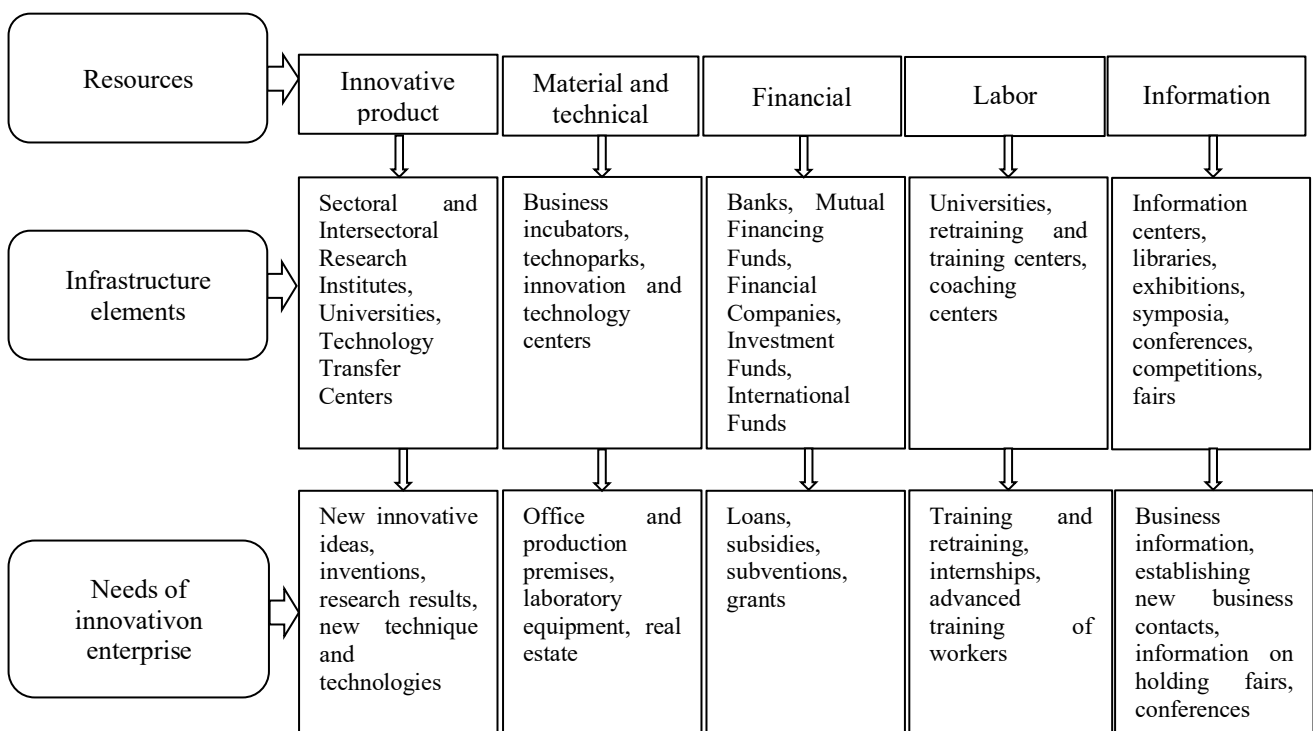 Resources
Innovative
product
Material and
technical
Financial
Labor
Information
Infrastructure
elements
Sectoral and
Intersectoral
Research
Institutes,
Universities,
Technology
Transfer
Centers
Business
incubators,
technoparks,
innovation and
technology
centers
Banks, Mutual
Financing
Funds,
Financial
Companies,
Investment
Funds,
International
Funds
Universities,
retraining and
training centers,
coaching
centers
Information
centers,
libraries,
exhibitions,
symposia,
conferences,
competitions,
fairs
Needs of
innovativon
enterprise
New innovative
ideas,
inventions,
research results,
new technique
and
technologies
Office and
production
premises,
laboratory
equipment, real
estate
Loans,
subsidies,
subventions,
grants
Training and
retraining,
internships,
advanced
training of
workers
Business
information,
establishing
new business
contacts,
information on
holding fairs,
conferences